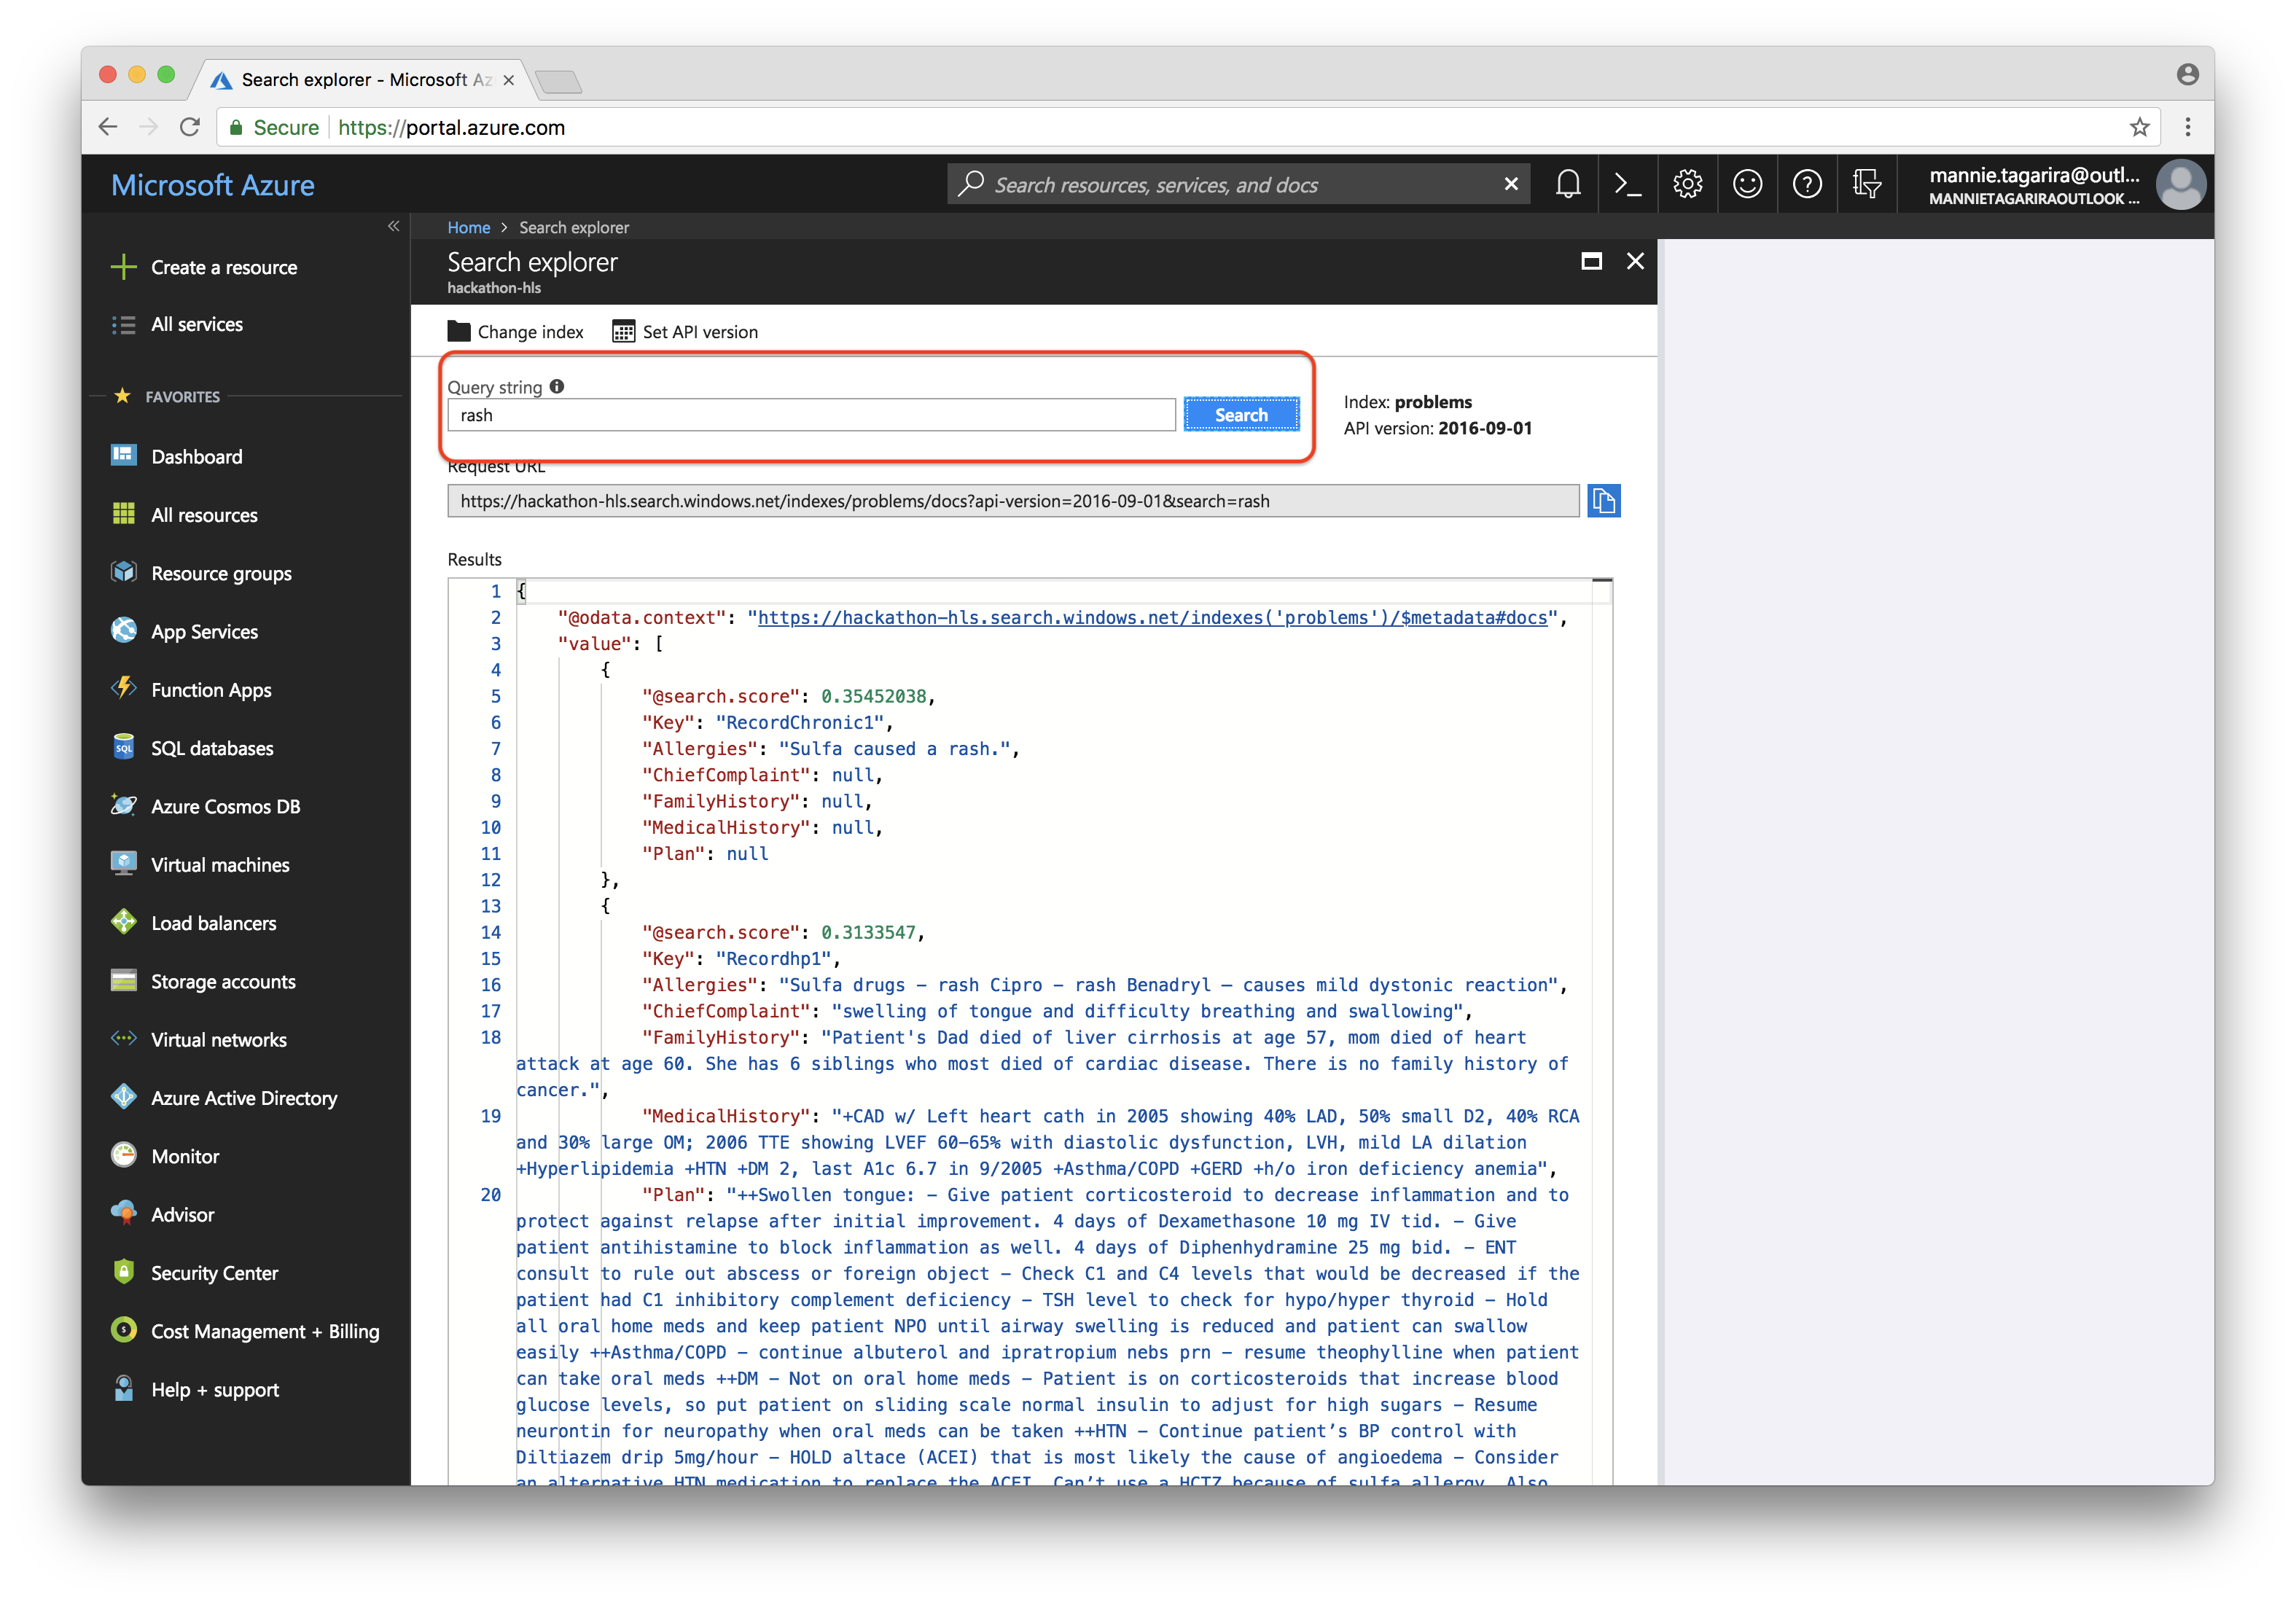 Search explorer - Microsoft Az
Secure https://portal.azure.com
Microsoft Azure
Search resources, services, and docs
mannie.tagarira@outl...
MANNIETAGARIRAOUTLOOK ...
Home > Search explorer
Create a resource
All services
FAVORITES
Dashboard
All resources
Resource groups
App Services
Function Apps
SQL databases
Azure Cosmos DB
Virtual machines
Load balancers
Storage accounts
Virtual networks
Azure Active Directory
Monitor
Advisor
Security Center
Cost Management + Billing
Help + support
Search explorer
hackathon-hls
Change index
Set API version
Query string
rash
Search
Index: problems
API version: 2016-09-01
Request URL
https://hackathon-hls.search.windows.net/indexes/problems/docs?api-version=2016-09-01&search=rash
Results
1 {
2 "@odata.context": "https://hackathon-hls.search.windows.net/indexes('problems')/$metadata#docs",
3 "value": [
4 {
5 "@search.score": 0.35452038,
6 "Key": "RecordChronic1",
7 "Allergies": "Sulfa caused a rash.",
8 "ChiefComplaint": null,
9 "FamilyHistory": null,
10 "MedicalHistory": null,
11 "Plan": null
12 },
13 {
14 "@search.score": 0.3133547,
15 "Key": "Recordhp1",
16 "Allergies": "Sulfa drugs – rash Cipro – rash Benadryl – causes mild dystonic reaction",
17 "ChiefComplaint": "swelling of tongue and difficulty breathing and swallowing",
18 "FamilyHistory": "Patient's Dad died of liver cirrhosis at age 57, mom died of heart
attack at age 60. She has 6 siblings who most died of cardiac disease. There is no family history of
cancer.",
19 "MedicalHistory": "+CAD w/ Left heart cath in 2005 showing 40% LAD, 50% small D2, 40% RCA
and 30% large OM; 2006 TTE showing LVEF 60–65% with diastolic dysfunction, LVH, mild LA dilation
+Hyperlipidemia +HTN +DM 2, last A1c 6.7 in 9/2005 +Asthma/COPD +GERD +h/o iron deficiency anemia",
20 "Plan": "++Swollen tongue: – Give patient corticosteroid to decrease inflammation and to
protect against relapse after initial improvement. 4 days of Dexamethasone 10 mg IV tid. – Give
patient antihistamine to block inflammation as well. 4 days of Diphenhydramine 25 mg bid. – ENT
consult to rule out abscess or foreign object – Check C1 and C4 levels that would be decreased if the
patient had C1 inhibitory complement deficiency – TSH level to check for hypo/hyper thyroid – Hold
all oral home meds and keep patient NPO until airway swelling is reduced and patient can swallow
easily ++Asthma/COPD – continue albuterol and ipratropium nebs prn – resume theophylline when patient
can take oral meds ++DM – Not on oral home meds – Patient is on corticosteroids that increase blood
glucose levels, so put patient on sliding scale normal insulin to adjust for high sugars – Resume
neurontin for neuropathy when oral meds can be taken ++HTN – Continue patient’s BP control with
Diltiazem drip 5mg/hour – HOLD altace (ACEI) that is most likely the cause of angioedema – Consider
an alternative HTN medication to replace the ACEI. Can’t use a HCTZ because of sulfa allergy. Also